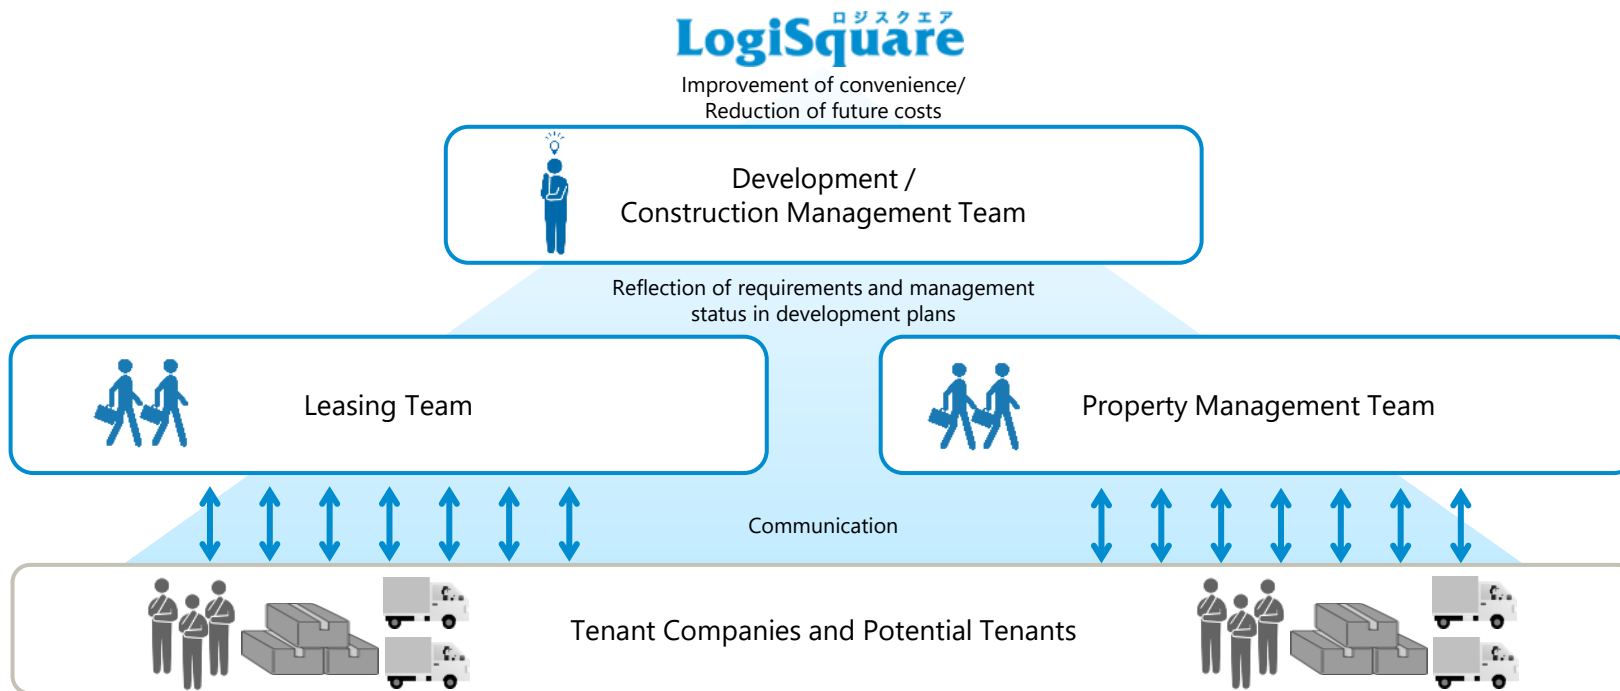 ロジスクエア
LogiSquare
Improvement of convenience/
Reduction of future costs
Development /
Construction Management Team
Reflection of requirements and management
status in development plans
Leasing Team
Property Management Team
Communication
Tenant Companies and Potential Tenants